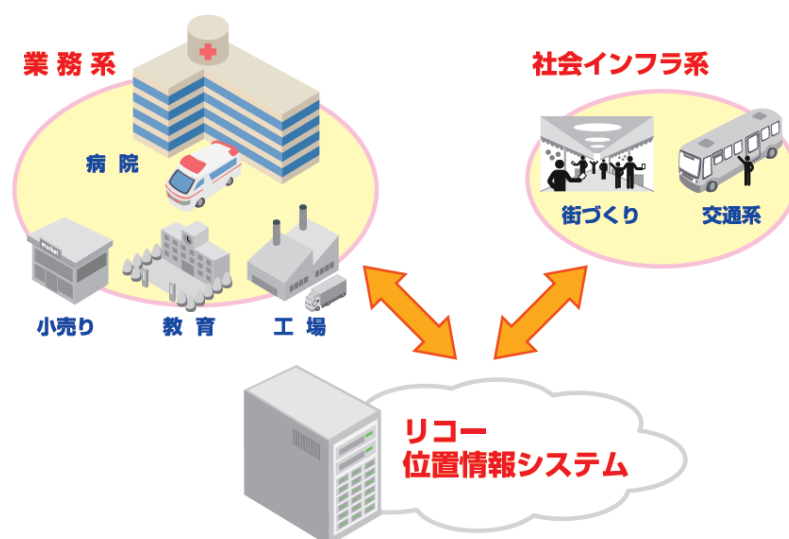 業務系
社会インフラ系
病院
街づくり
交通系
market
小売り
教育
工場
リコー
位置情報システム